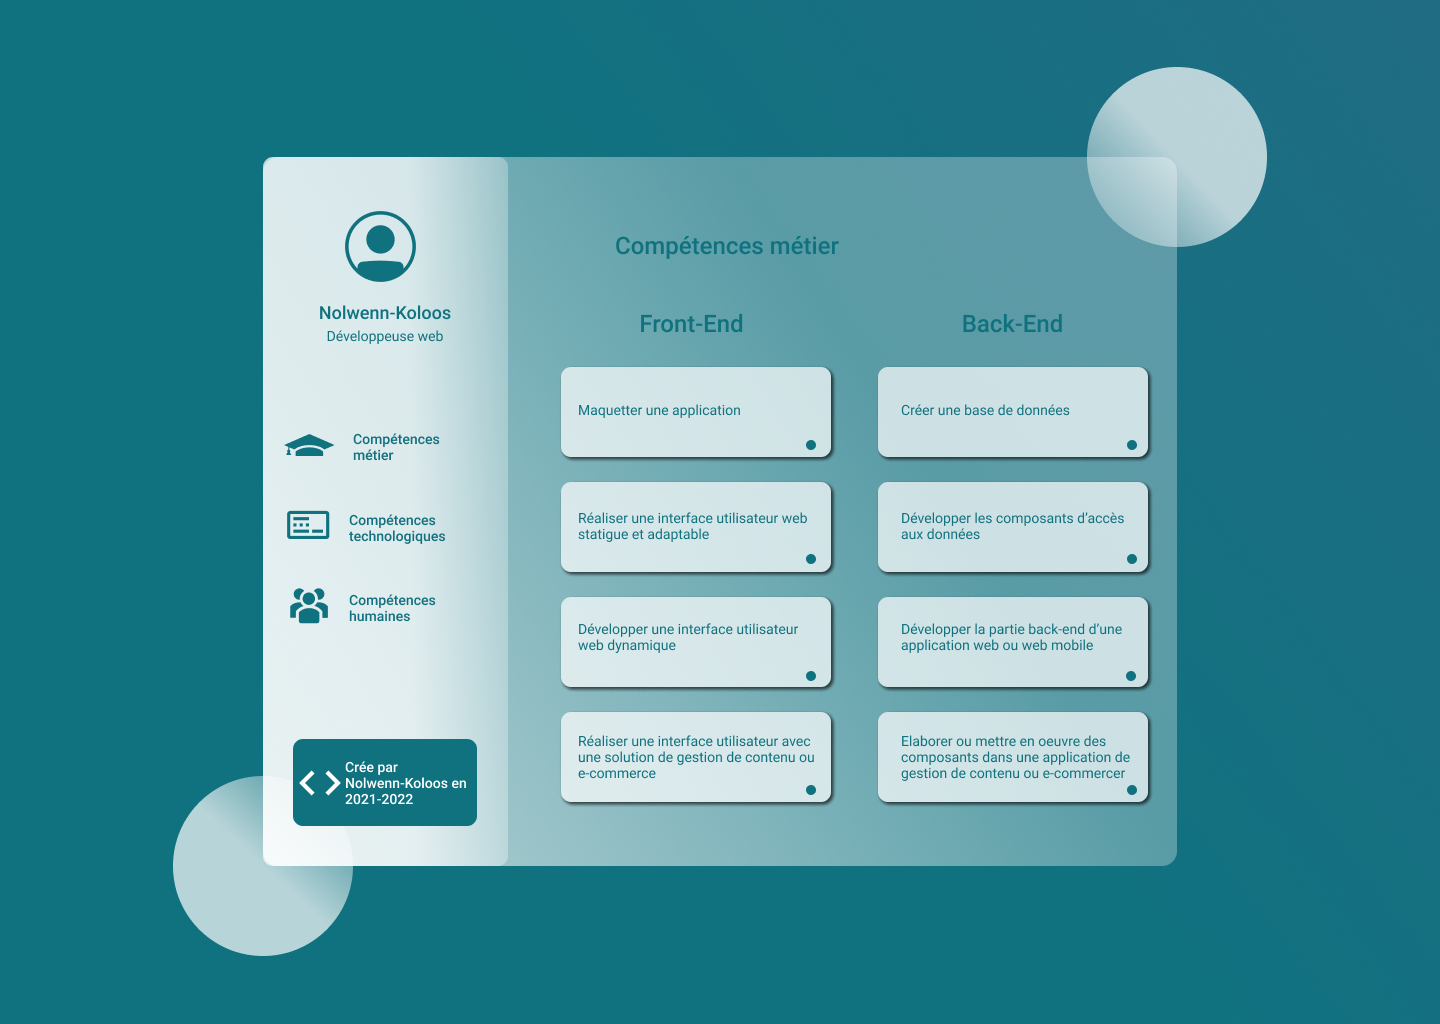 Nolwenn-Koloos
Développeuse web
Compétences
métier
Compétences
technologiques
Compétences
humaines
Crée par
Nolwenn-Koloos en
2021-2022
Compétences métier
Front-End
Maquetter une application
Réaliser une interface utilisateur web
statigue et adaptable
Développer une interface utilisateur
web dynamique
Réaliser une interface utilisateur avec
une solution de gestion de contenu ou
e-commerce
Back-End
Créer une base de données
Développer les composants d’accès
aux données
Développer la partie back-end d’une
application web ou web mobile
Elaborer ou mettre en oeuvre des
composants dans une application de
gestion de contenu ou e-commercer